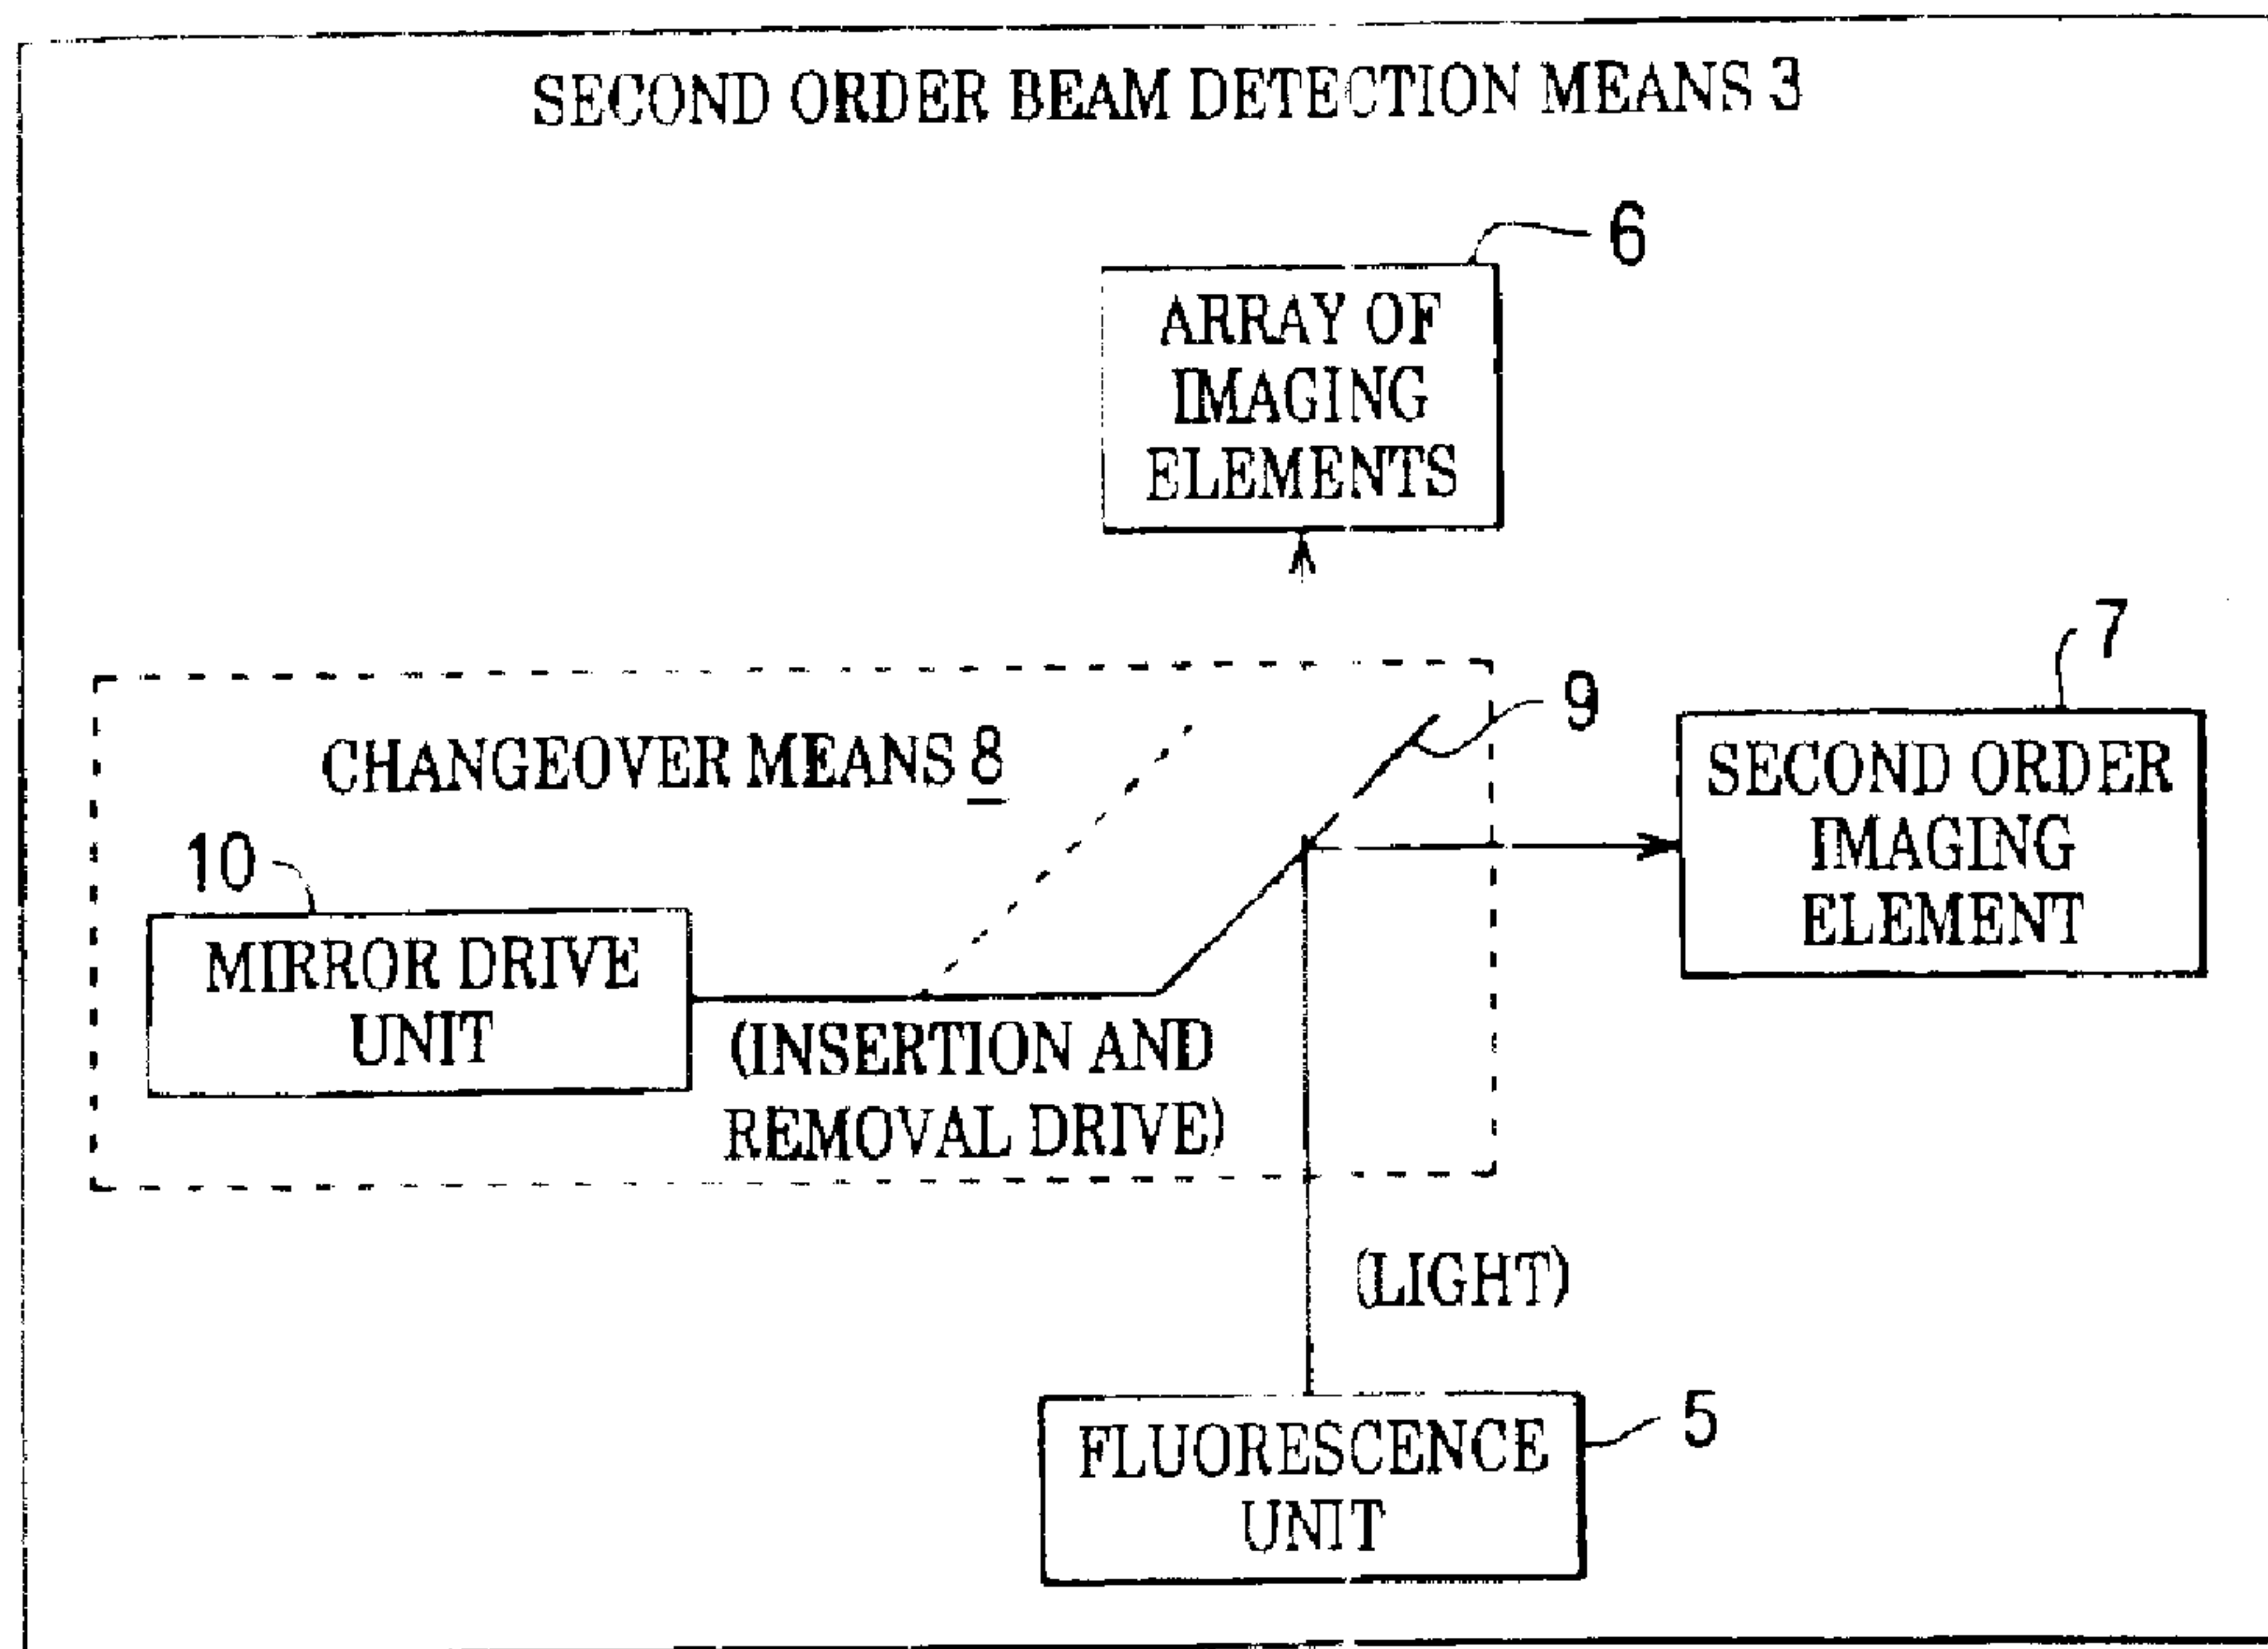 SECOND ORDER BEAM DETECTION MEANS 3
6
ARRAY OF
IMAGING
ELEMENTS
7
9
CHANGEOVER MEANS 8
SECOND ORDER
IMAGING
ELEMENT
10
MIRROR DRIVE
UNIT
(INSERTION AND
REMOVAL DRIVE)
(LIGHT)
5
FLUORESCENCE
UNIT